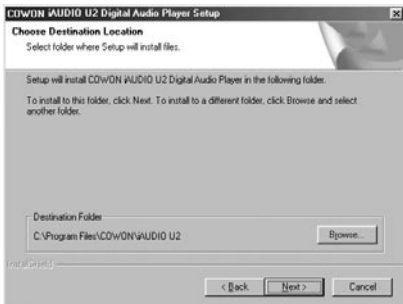 COWON iAUDIO U2 Digital Audio Player Setup
Choose Destination Location
Select folder where Setup will install files.
Setup will install COWON iAUDIO U2 Digital Audio Player in the following folder.
To install to this folder, click Next. To install to a different folder, click Browse and select
another folder.
Destination Folder
C:\Program Files\COWON\iAUDIO U2
Browse...
InstallShield
< Back
Next >
Cancel